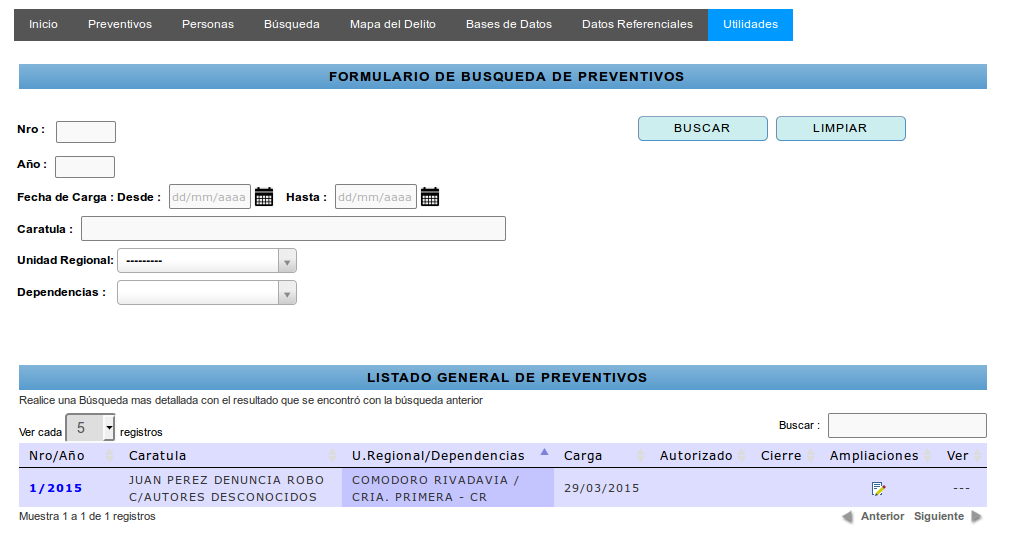 Inicio Preventivos Personas Búsqueda Mapa del Delito Bases de Datos Datos Referenciales Utilidades
FORMULARIO DE BUSQUEDA DE PREVENTIVOS
Nro :
BUSCAR LIMPIAR
Año :
Fecha de Carga : Desde : dd/mm/aaaa Hasta : dd/mm/aaaa
Caratula :
Unidad Regional: ---------
Dependencias :
LISTADO GENERAL DE PREVENTIVOS
Realice una Búsqueda mas detallada con el resultado que se encontró con la búsqueda anterior
Ver cada 5 registros Buscar :
Nro/Año Caratula U.Regional/Dependencias Carga Autorizado Cierre Ampliaciones Ver
1/2015 JUAN PEREZ DENUNCIA ROBO COMODORO RIVADAVIA / 29/03/2015 ---
C/AUTORES DESCONOCIDOS CRIA. PRIMERA - CR
Muestra 1 a 1 de 1 registros Anterior Siguiente